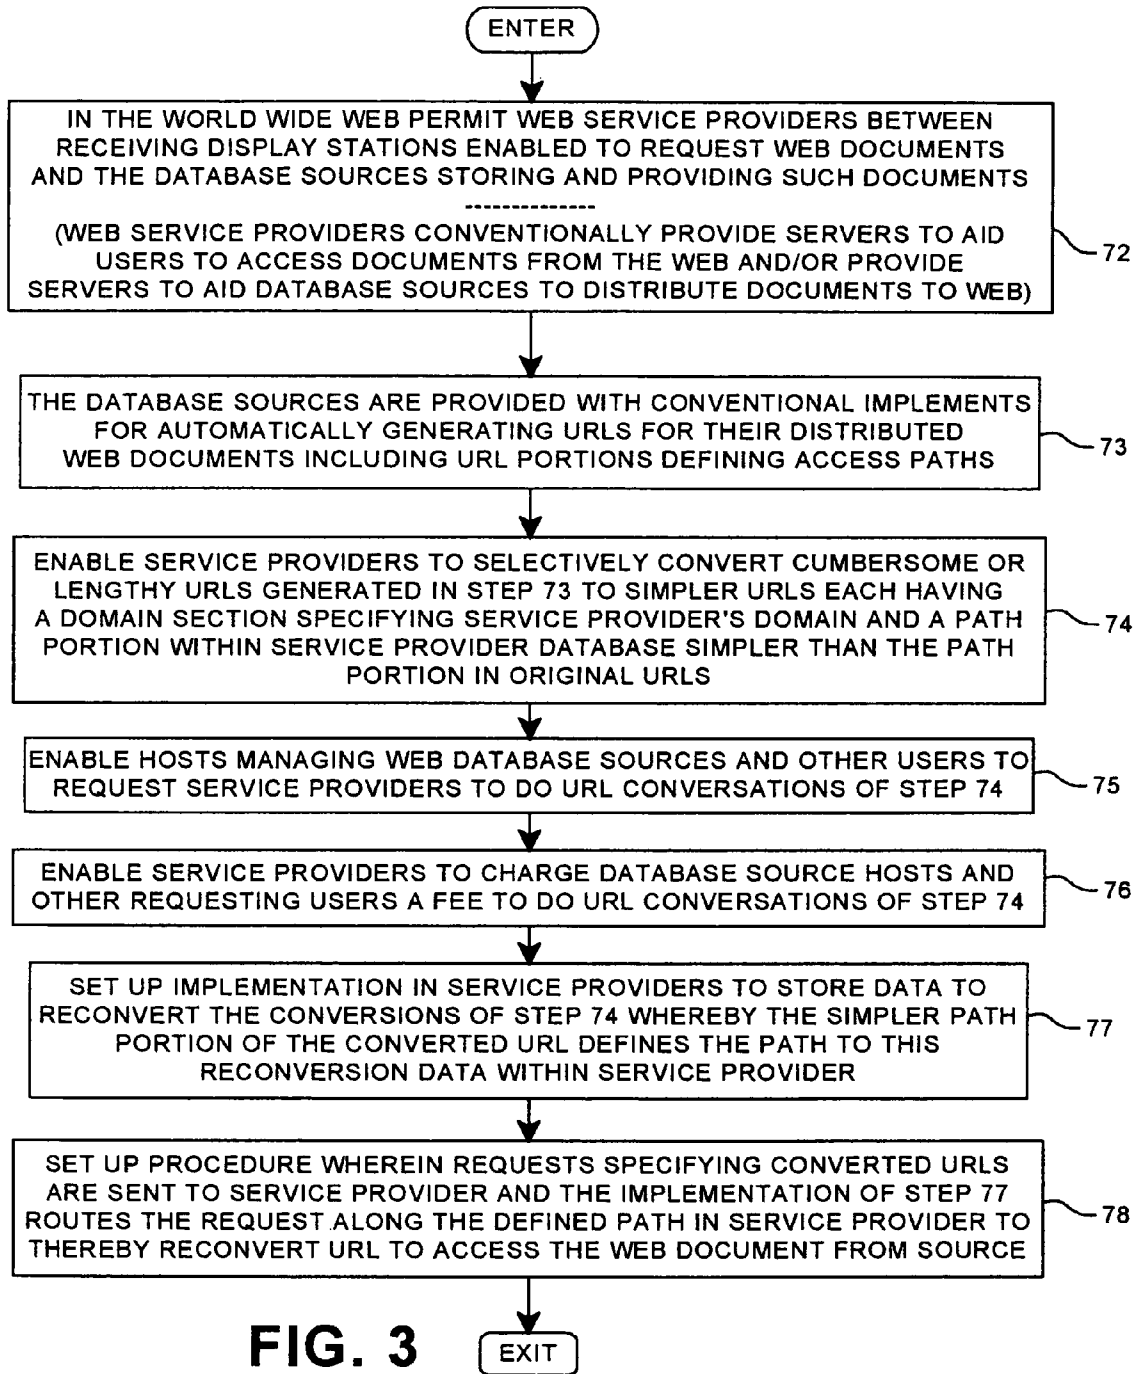 ENTER
IN THE WORLD WIDE WEB PERMIT WEB SERVICE PROVIDERS BETWEEN
RECEIVING DISPLAY STATIONS ENABLED TO REQUEST WEB DOCUMENTS
AND THE DATABASE SOURCES STORING AND PROVIDING SUCH DOCUMENTS
--------------
(WEB SERVICE PROVIDERS CONVENTIONALLY PROVIDE SERVERS TO AID
USERS TO ACCESS DOCUMENTS FROM THE WEB AND/OR PROVIDE
SERVERS TO AID DATABASE SOURCES TO DISTRIBUTE DOCUMENTS TO WEB)
72
THE DATABASE SOURCES ARE PROVIDED WITH CONVENTIONAL IMPLEMENTS
FOR AUTOMATICALLY GENERATING URLS FOR THEIR DISTRIBUTED
WEB DOCUMENTS INCLUDING URL PORTIONS DEFINING ACCESS PATHS
73
ENABLE SERVICE PROVIDERS TO SELECTIVELY CONVERT CUMBERSOME OR
LENGTHY URLS GENERATED IN STEP 73 TO SIMPLER URLS EACH HAVING
A DOMAIN SECTION SPECIFYING SERVICE PROVIDER'S DOMAIN AND A PATH
PORTION WITHIN SERVICE PROVIDER DATABASE SIMPLER THAN THE PATH
PORTION IN ORIGINAL URLS
74
ENABLE HOSTS MANAGING WEB DATABASE SOURCES AND OTHER USERS TO
REQUEST SERVICE PROVIDERS TO DO URL CONVERSATIONS OF STEP 74
75
ENABLE SERVICE PROVIDERS TO CHARGE DATABASE SOURCE HOSTS AND
OTHER REQUESTING USERS A FEE TO DO URL CONVERSATIONS OF STEP 74
76
SET UP IMPLEMENTATION IN SERVICE PROVIDERS TO STORE DATA TO
RECONVERT THE CONVERSIONS OF STEP 74 WHEREBY THE SIMPLER PATH
PORTION OF THE CONVERTED URL DEFINES THE PATH TO THIS
RECONVERSION DATA WITHIN SERVICE PROVIDER
77
SET UP PROCEDURE WHEREIN REQUESTS SPECIFYING CONVERTED URLS
ARE SENT TO SERVICE PROVIDER AND THE IMPLEMENTATION OF STEP 77
ROUTES THE REQUEST ALONG THE DEFINED PATH IN SERVICE PROVIDER TO
THEREBY RECONVERT URL TO ACCESS THE WEB DOCUMENT FROM SOURCE
78
FIG. 3
EXIT